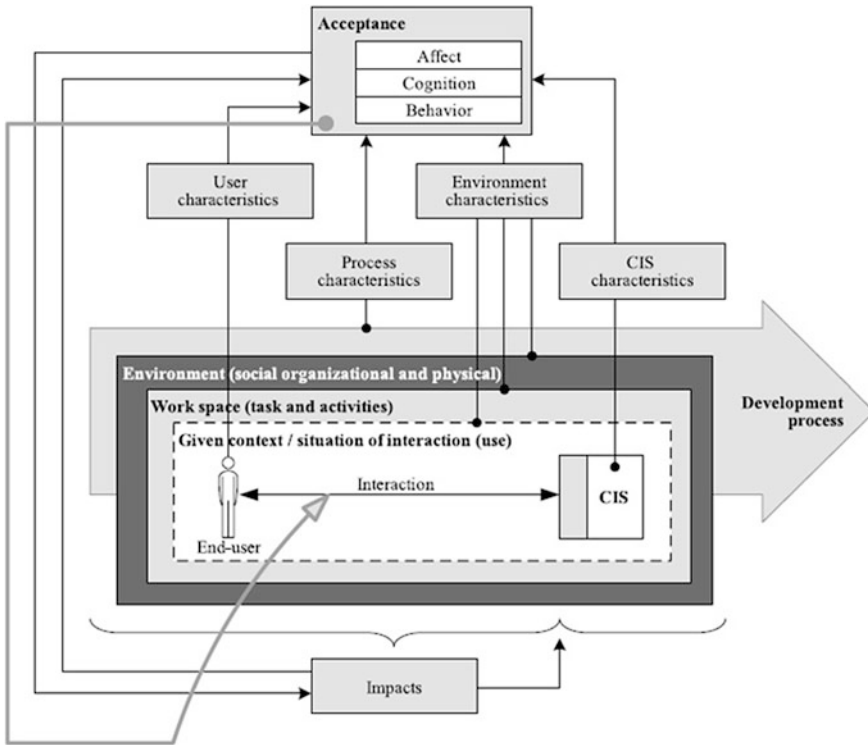 Acceptance
Affect
Cognition
Behavior
User
characteristics
Environment
characteristics
Process
characteristics
CIS
characteristics
Environment (social organizational and physical)
Work space (task and activities)
Given context / situation of interaction (use)
Development
process
Interaction
CIS
End-user
Impacts